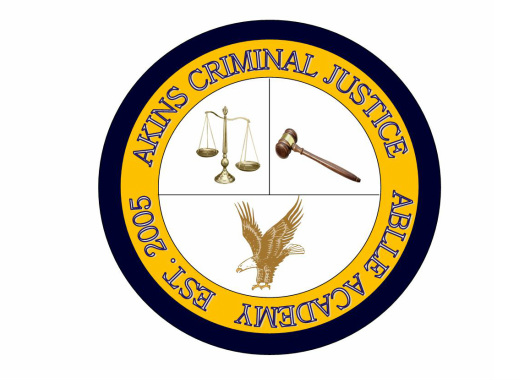 AKINS CRIMINAL JUSTICE
ABLLE ACADEMY
EST. 2005